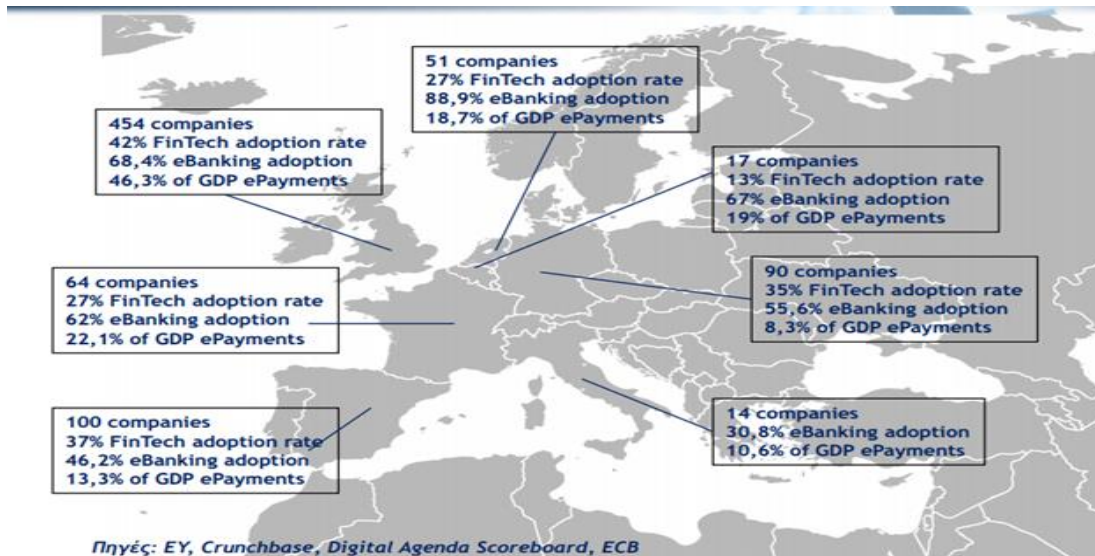 51 companies
27% FinTech adoption rate
88,9% eBanking adoption
18,7% of GDP ePayments
454 companies
42% FinTech adoption rate
68,4% eBanking adoption
46,3% of GDP ePayments
17 companies
13% FinTech adoption rate
67% eBanking adoption
19% of GDP ePayments
64 companies
27% FinTech adoption rate
62% eBanking adoption
22,1% of GDP ePayments
90 companies
35% FinTech adoption rate
55,6% eBanking adoption
8,3% of GDP ePayments
100 companies
37% FinTech adoption rate
46,2% eBanking adoption
13,3% of GDP ePayments
14 companies
30,8% eBanking adoption
10,6% of GDP ePayments
Πηγές: EY, Crunchbase, Digital Agenda Scoreboard, ECB